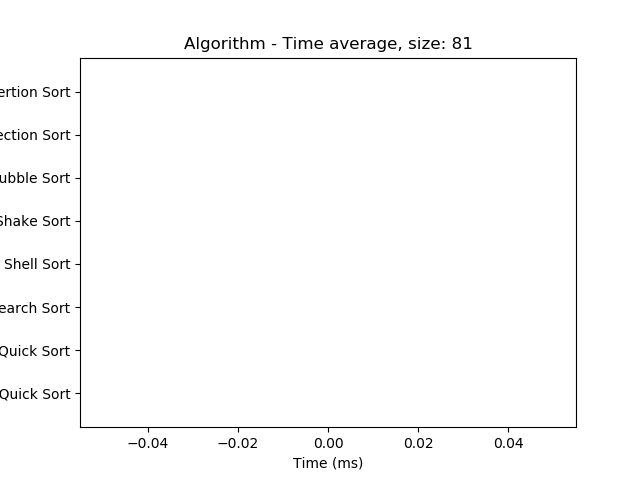 Algorithm - Time average, size: 81
ertion Sort
ection Sort
ubble Sort
Shake Sort
Shell Sort
earch Sort
Quick Sort
Quick Sort
−0.04 −0.02 0.00 0.02 0.04
Time (ms)